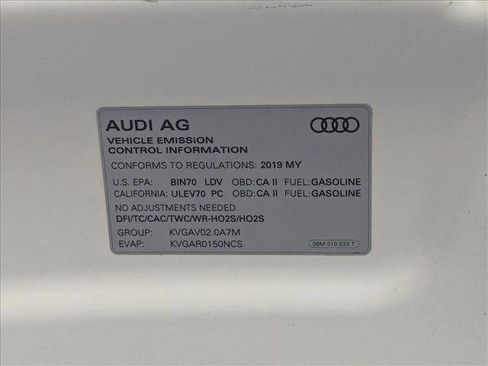 AUDI AG
VEHICLE EMISSION
CONTROL INFORMATION
CONFORMS TO REGULATIONS: 2019 MY
U.S. EPA: BIN70 LDV OBD:CA II FUEL:GASOLINE
CALIFORNIA: ULEV70 PC OBD:CA II FUEL:GASOLINE
NO ADJUSTMENTS NEEDED.
DFI/TC/CAC/TWC/WR-HO2S/HO2S
GROUP: KVGAV02.0A7M
EVAP: KVGAR0150NCS
06M 010 533 T